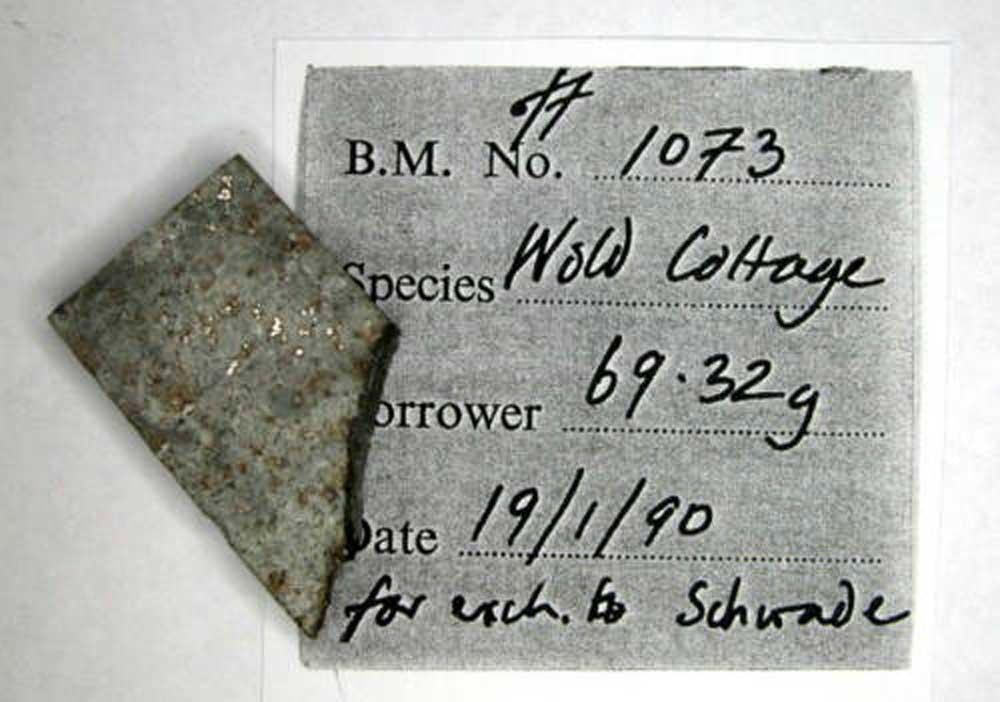 B.M. No. 1073
Species Wold Cottage
orrower 69.32g
Date 19/1/90
for exch. to Schwade